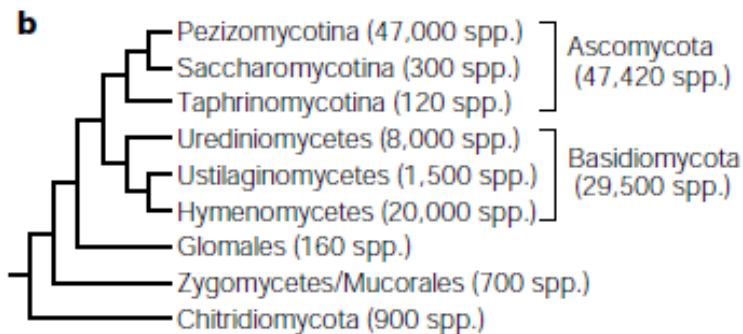 b
Pezizomycotina (47,000 spp.)
Saccharomycotina (300 spp.)
Taphrinomycotina (120 spp.)
Ascomycota
(47,420 spp.)
Urediniomycetes (8,000 spp.)
Ustilaginomycetes (1,500 spp.)
Hymenomycetes (20,000 spp.)
Basidiomycota
(29,500 spp.)
Glomales (160 spp.)
Zygomycetes/Mucorales (700 spp.)
Chitridiomycota (900 spp.)